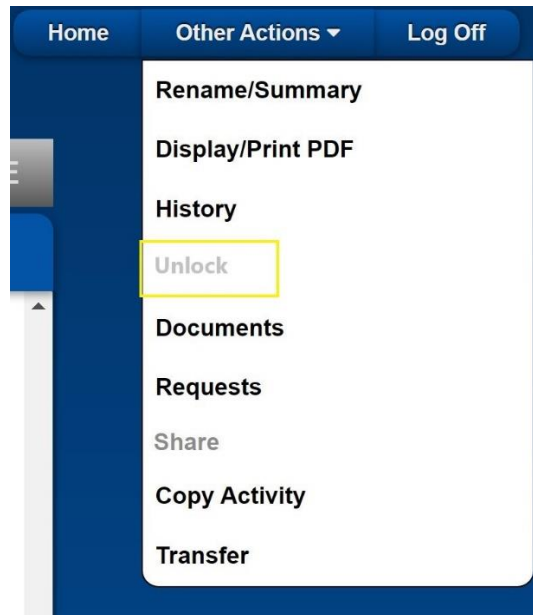 Home Other Actions ▾ Log Off
Rename/Summary
Display/Print PDF
E
History
Unlock
Documents
Requests
Share
Copy Activity
Transfer